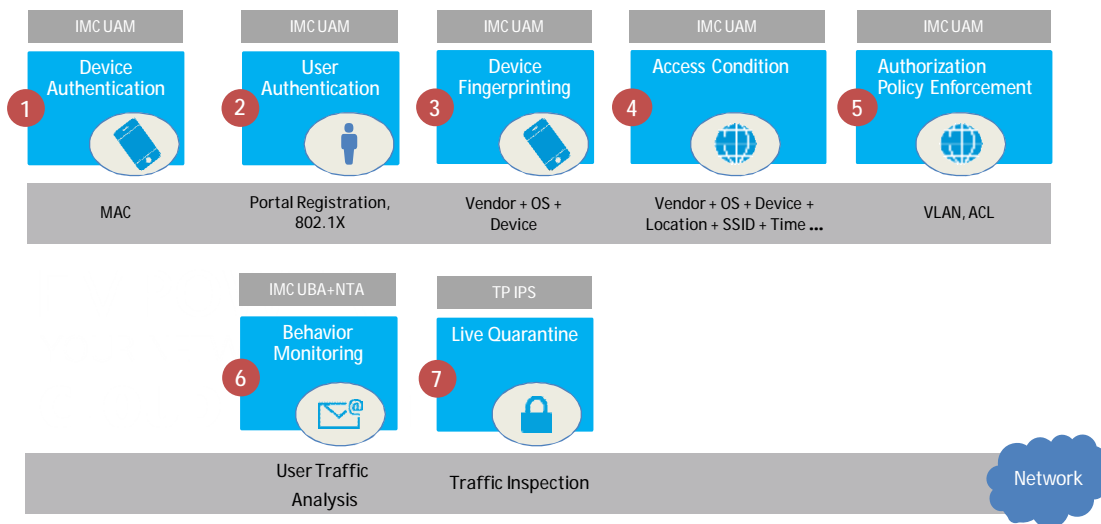 IMC UAM
IMC UAM
IMC UAM
IMC UAM
IMC UAM
Device
Authentication
1
User
Authentication
2
Device
Fingerprinting
3
Access Condition
4
Authorization
Policy Enforcement
5
MAC
Portal Registration,
802.1X
Vendor + OS +
Device
Vendor + OS + Device +
Location + SSID + Time ...
VLAN, ACL
IMC UBA+NTA
TP IPS
Behavior
Monitoring
6
@
Live Quarantine
7
User Traffic
Analysis
Traffic Inspection
Network